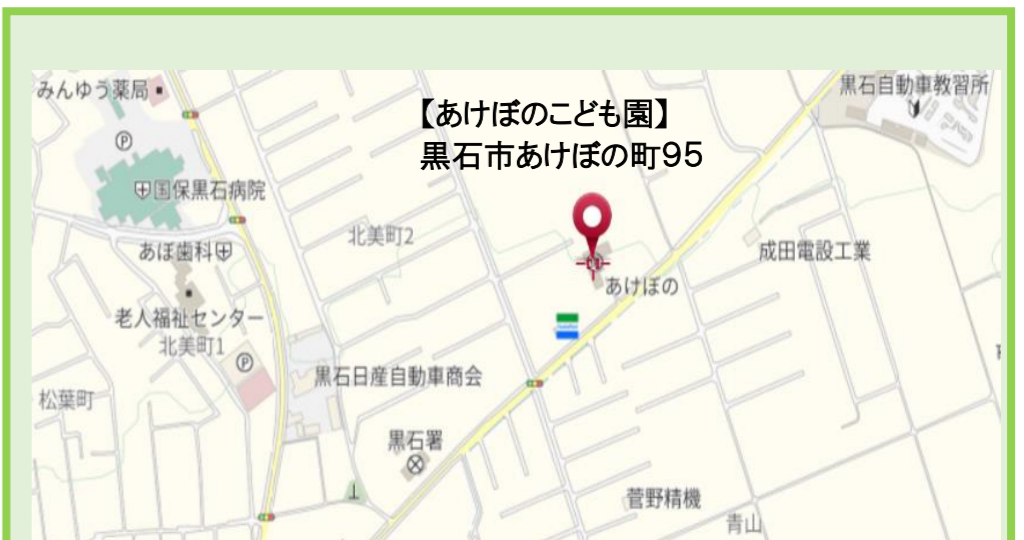 みんゆう薬局
黒石自動車教習所
【あけぼのこども園】
黒石市あけぼの町95
P
国保黒石病院
北美町2
あぼ歯科
成田電設工業
あけぼの
老人福祉センター
北美町1
P
黒石日産自動車商会
松葉町
黒石署
菅野精機
青山